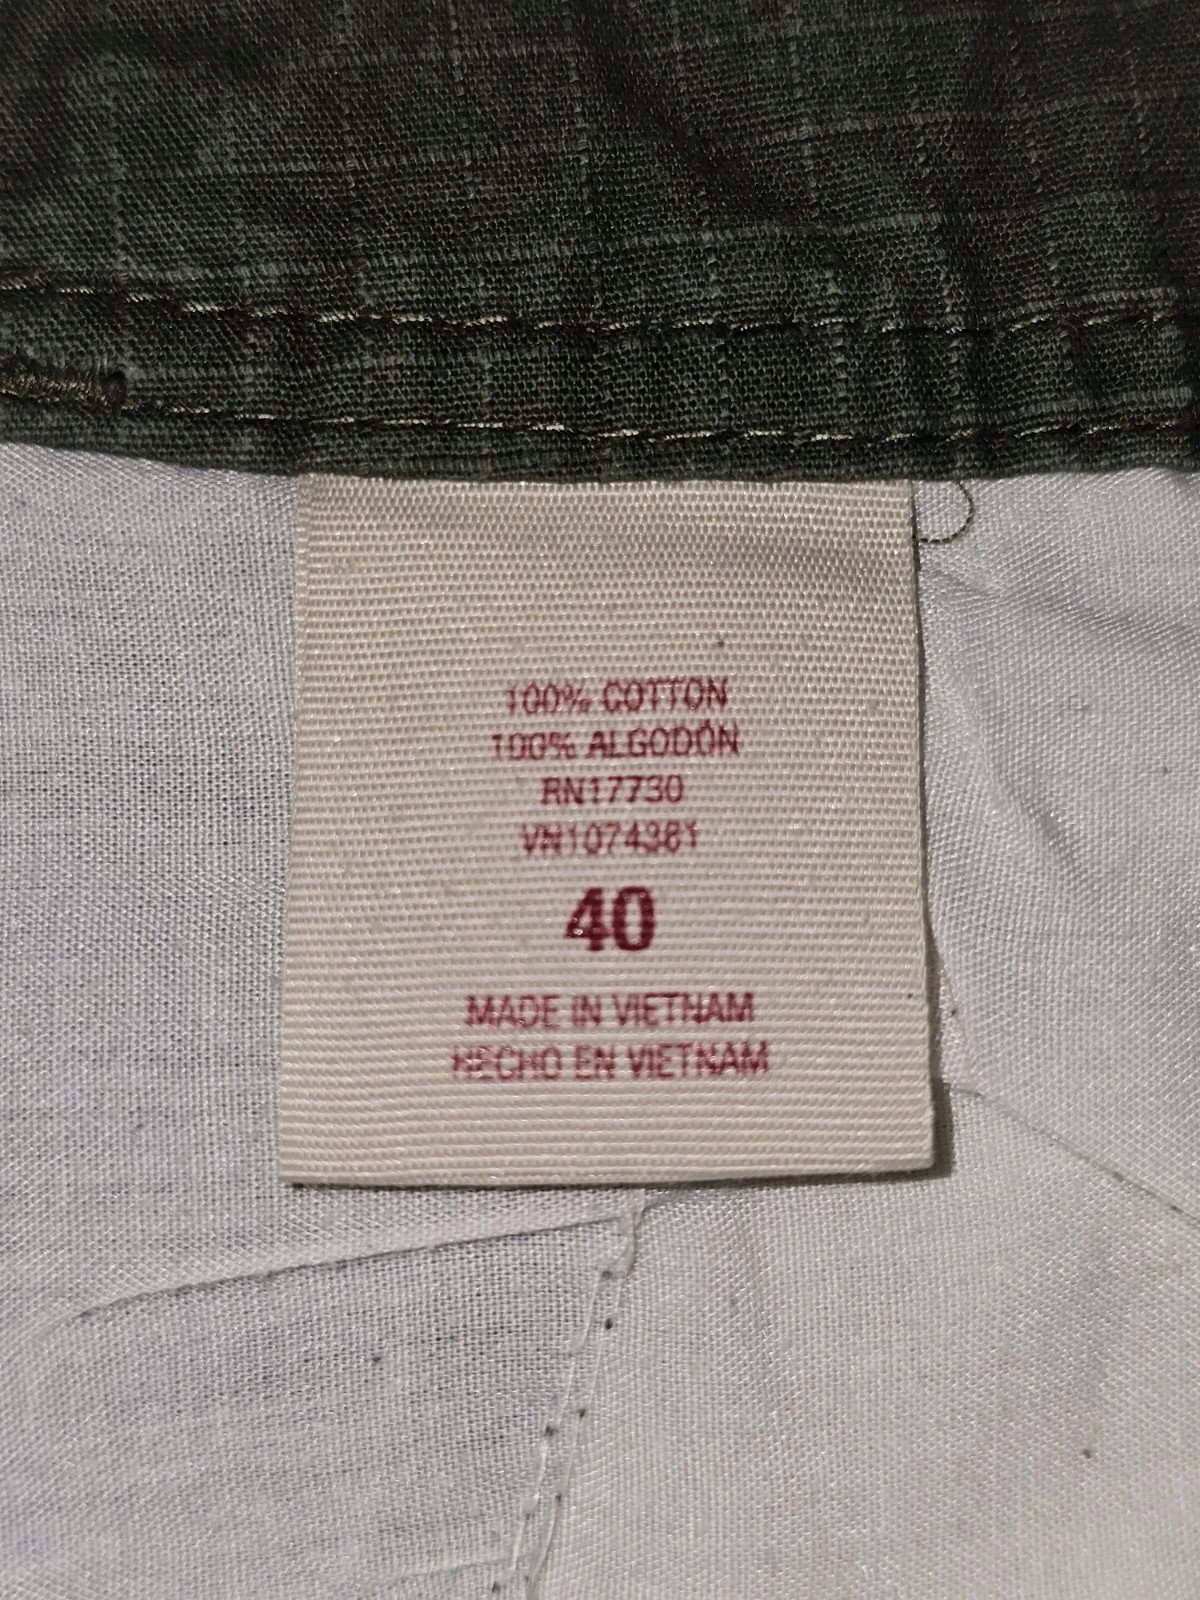 100% COTTON
100% ALGODÓN
RN17730
VN1074381
40
MADE IN VIETNAM
HECHO EN VIETNAM